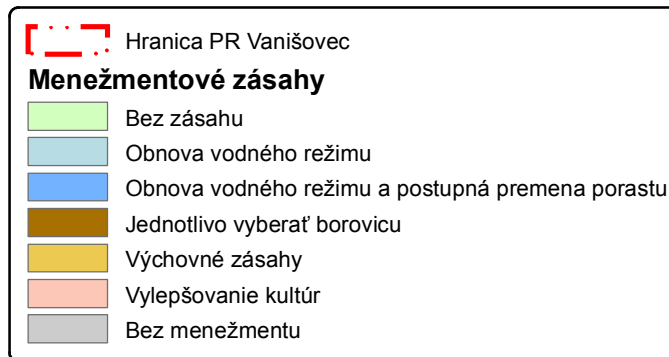 Hranica PR Vanišovec
Menežmentové zásahy
Bez zásahu
Obnova vodného režimu
Obnova vodného režimu a postupná premena porastu
Jednotlivo vyberať borovicu
Výchovné zásahy
Vylepšovanie kultúr
Bez menežmentu